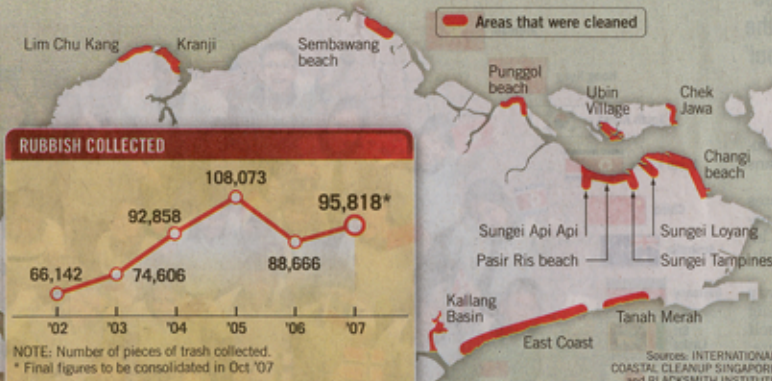 Areas that were cleaned
Lim Chu Kang
Kranji
Sembawang
beach
Punggol
beach
Ubin
Village
Chek
Jawa
Changi
beach
Sungei Api Api
Sungei Loyang
Pasir Ris beach
Sungei Tampines
Kallang
Basin
East Coast
Tanah Merah
RUBBISH COLLECTED
108,073
95,818*
92,858
88,666
66,142
74,606
'02 '03 '04 '05 '06 '07
NOTE: Number of pieces of trash collected.
* Final figures to be consolidated in Oct '07
Sources: INTERNATIONAL
COASTAL CLEANUP SINGAPORE
and BLACKSMITH INSTITUTE